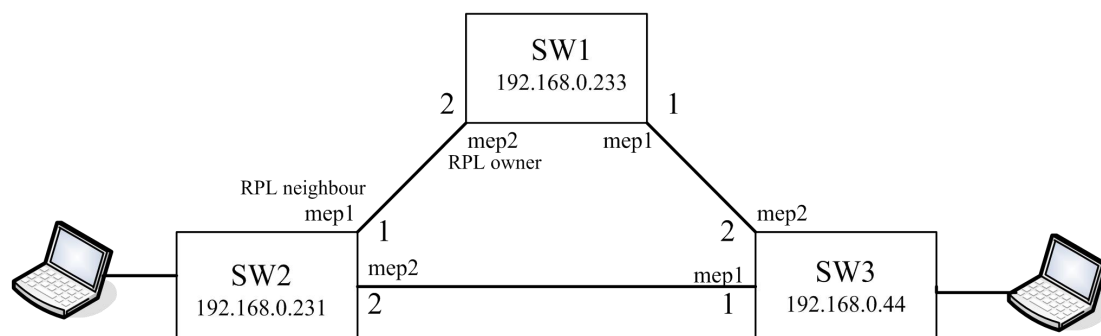 SW1
192.168.0.233
2
1
mep2
mep1
RPL owner
RPL neighbour
mep1
mep2
1
2
SW2
192.168.0.231
mep2
2
mep1
1
SW3
192.168.0.44